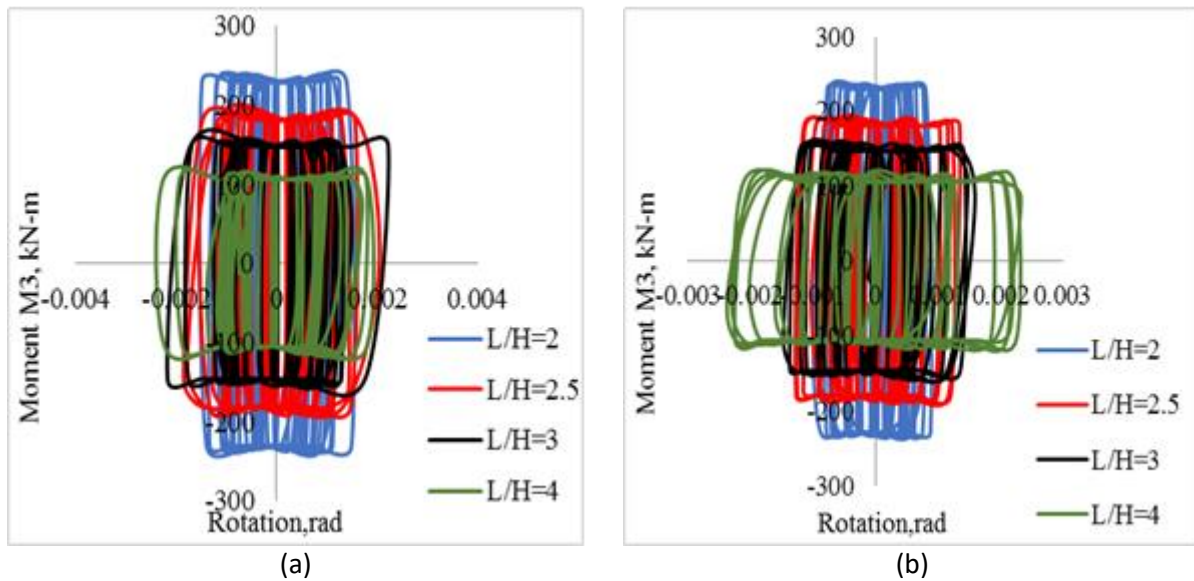 300
200
100
0
-0.004
-0.002
0
0.002
0.004
-100
-200
-300
Moment M3, kN-m
Rotation,rad
L/H=2
L/H=2.5
L/H=3
L/H=4
(a)
300
200
100
0
-0.003
-0.002
-0.001
0
0.001
0.002
0.003
-100
-200
-300
Moment M3, kN-m
Rotation,rad
L/H=2
L/H=2.5
L/H=3
L/H=4
(b)